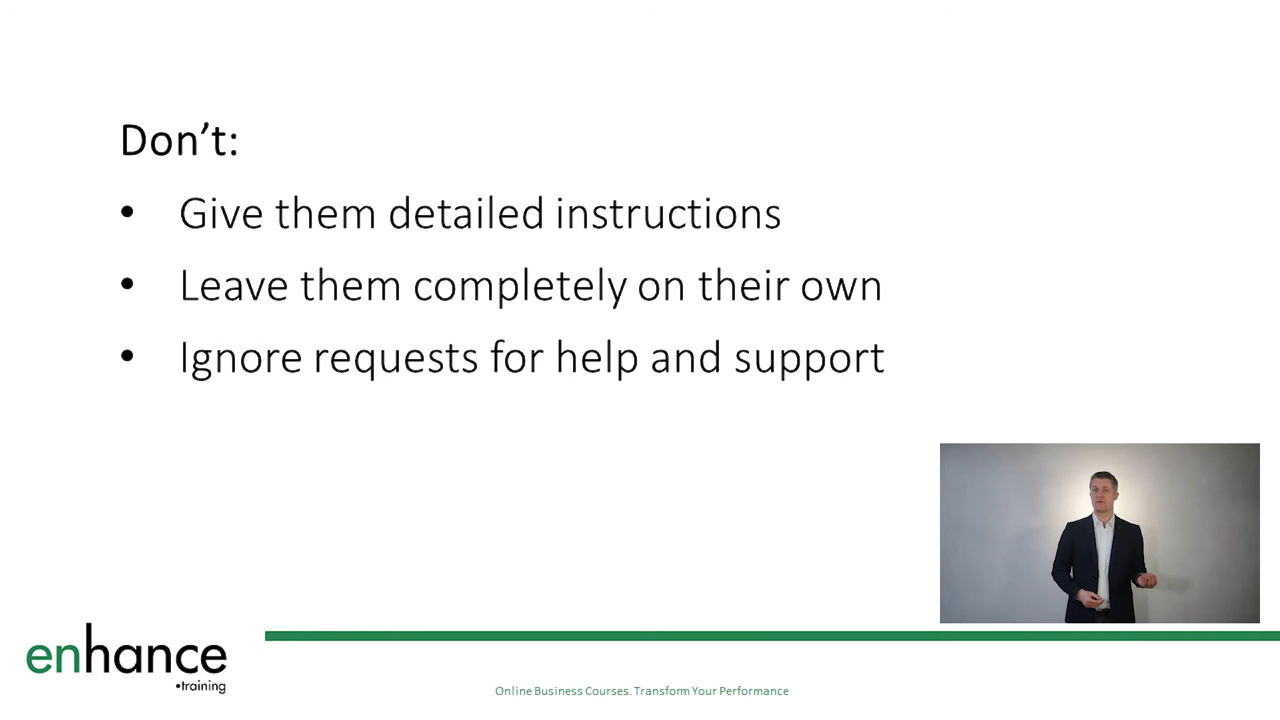 Don’t:
• Give them detailed instructions
• Leave them completely on their own
• Ignore requests for help and support
enhance
•training
Online Business Courses. Transform Your Performance